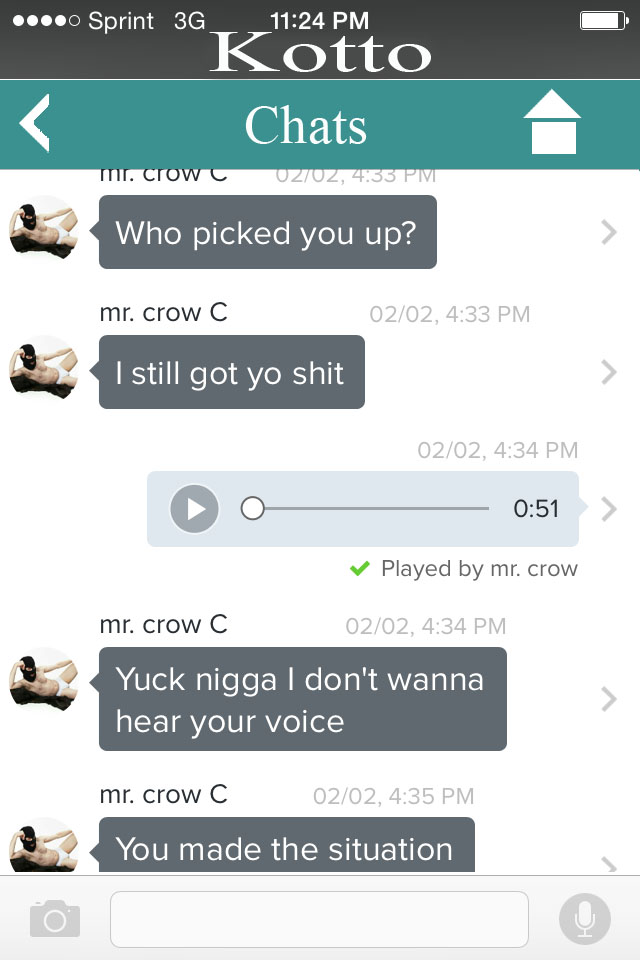 Sprint 3G 11:24 PM
Kotto
Chats
mr. crow C 02/02, 4:33 PM
Who picked you up?
mr. crow C 02/02, 4:33 PM
I still got yo shit
02/02, 4:34 PM
0:51
Played by mr. crow
mr. crow C 02/02, 4:34 PM
Yuck nigga I don't wanna
hear your voice
mr. crow C 02/02, 4:35 PM
You made the situation